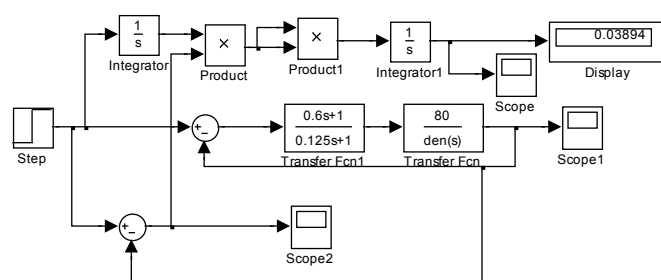 1
s
Integrator
×
Product
×
Product1
1
s
Integrator1
0.03894
Display
Scope
Step
+
−
0.6s+1
0.125s+1
Transfer Fcn1
80
den(s)
Transfer Fcn
Scope1
+
−
Scope2